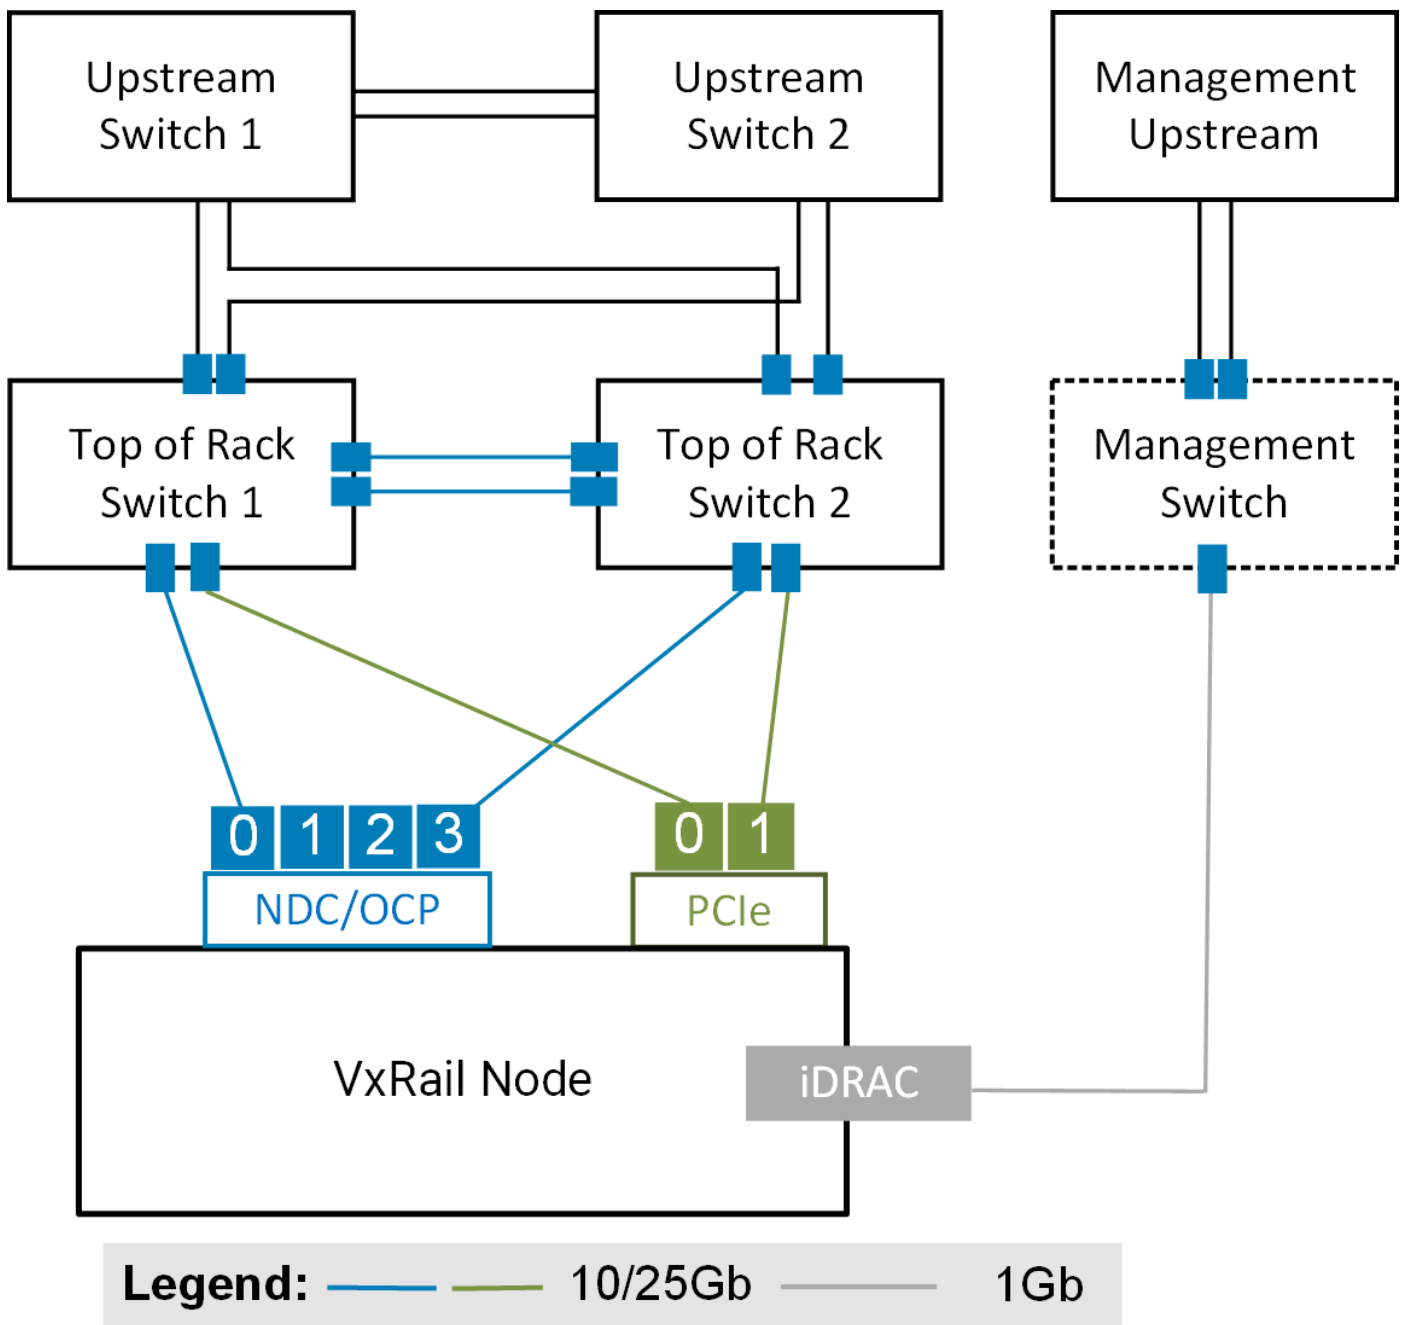 Upstream
Switch 1
Upstream
Switch 2
Management
Upstream
Top of Rack
Switch 1
Top of Rack
Switch 2
Management
Switch
0 1 2 3
NDC/OCP
0 1
PCIe
VxRail Node
iDRAC
Legend: 10/25Gb 1Gb